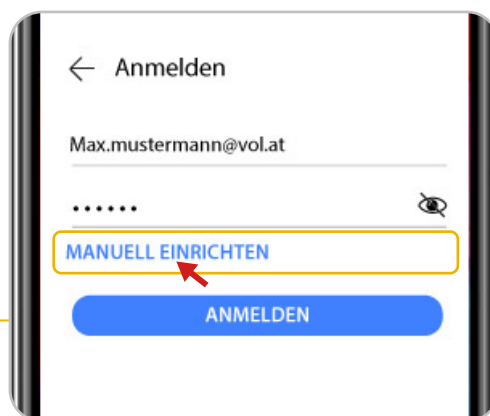 Anmelden
Max.mustermann@vol.at
••••••
MANUELL EINRICHTEN
ANMELDEN